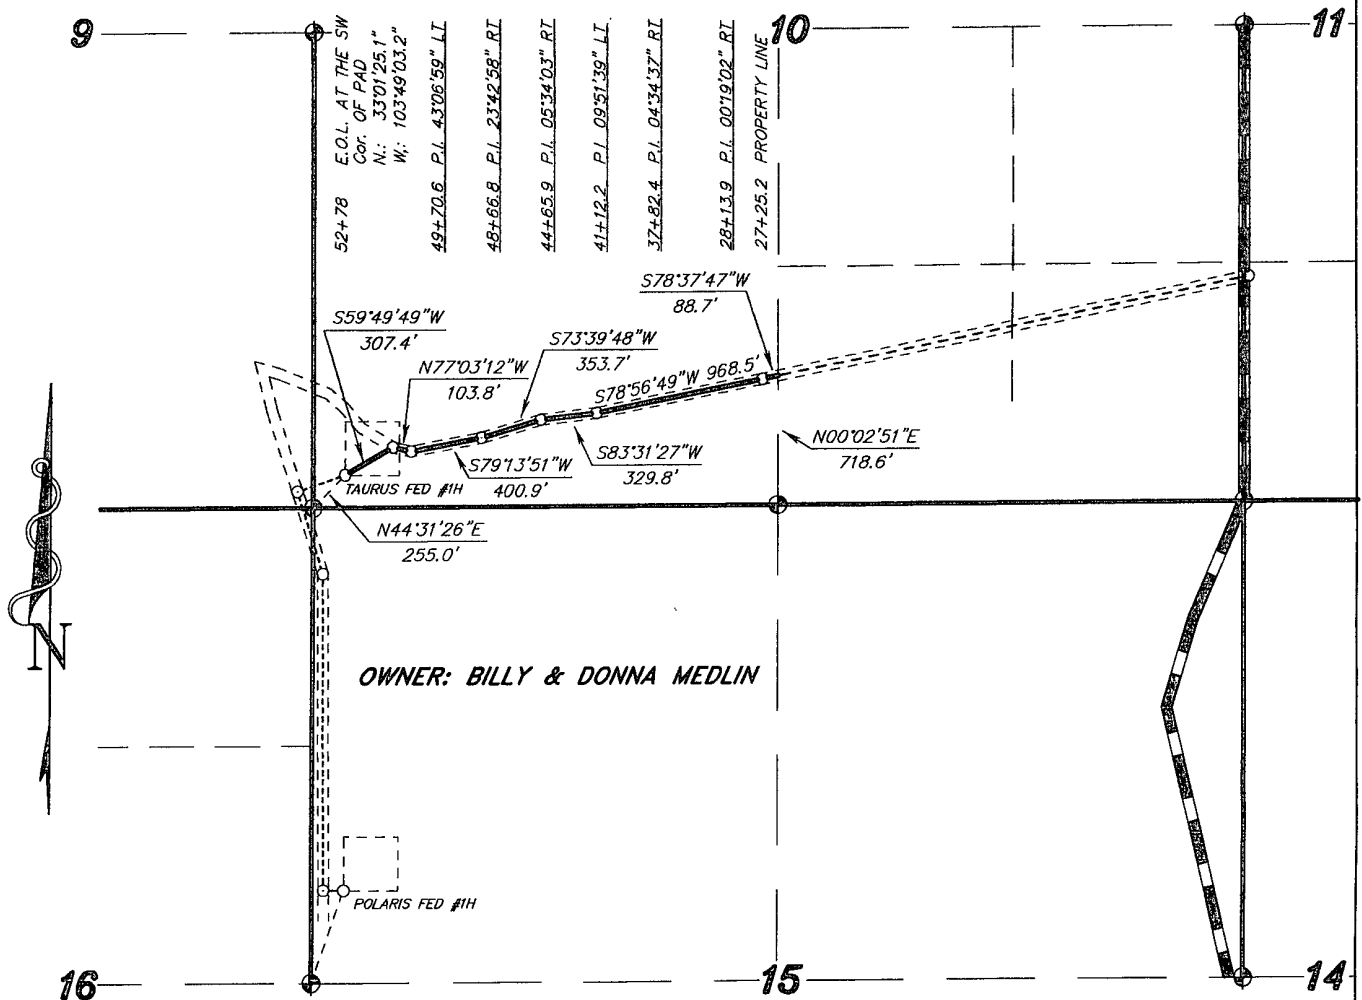 9
10
11
52+78 E.O.L. AT THE SW
Cor. OF PAD
N.: 33°01'25.1"
W.: 103°49'03.2"
49+70.6 P.I. 43°06'59" LT
48+66.8 P.I. 23°42'58" RT
44+65.9 P.I. 05°34'03" RT
41+12.2 P.I. 09°51'39" LT
37+82.4 P.I. 04°34'37" RT
28+13.9 P.I. 00°19'02" RT
27+25.2 PROPERTY LINE
S78°37'47"W
88.7'
S59°49'49"W
307.4'
S73°39'48"W
353.7'
N77°03'12"W
103.8'
S78°56'49"W 968.5'
N00°02'51"E
718.6'
S83°31'27"W
329.8'
S79°13'51"W
400.9'
TAURUS FED #1H
N44°31'26"E
255.0'
N
OWNER: BILLY & DONNA MEDLIN
POLARIS FED #1H
16
15
14